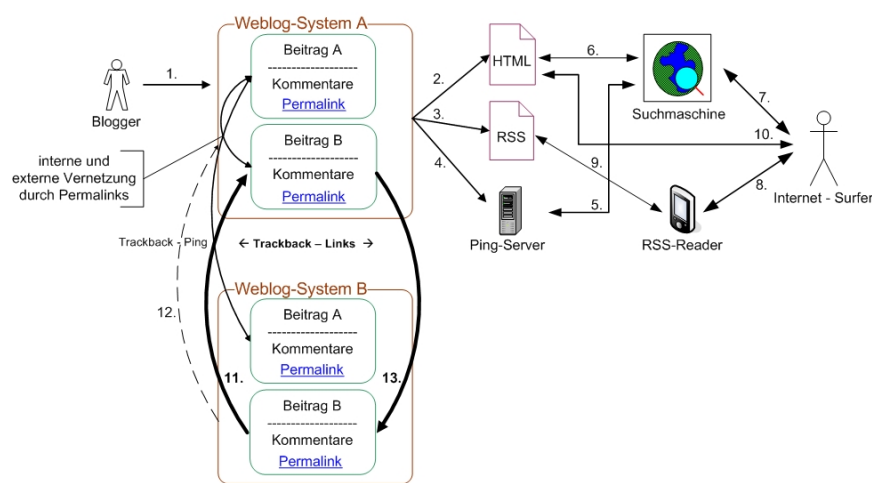 Weblog-System A
Beitrag A
--------------------
Kommentare
Permalink
Beitrag B
--------------------
Kommentare
Permalink
1.
Blogger
interne und
externe Vernetzung
durch Permalinks
2.
3.
4.
HTML
RSS
Ping-Server
6.
5.
9.
Suchmaschine
RSS-Reader
7.
10.
8.
Internet - Surfer
Trackback - Ping
← Trackback – Links →
12.
11.
13.
Weblog-System B
Beitrag A
--------------------
Kommentare
Permalink
Beitrag B
--------------------
Kommentare
Permalink